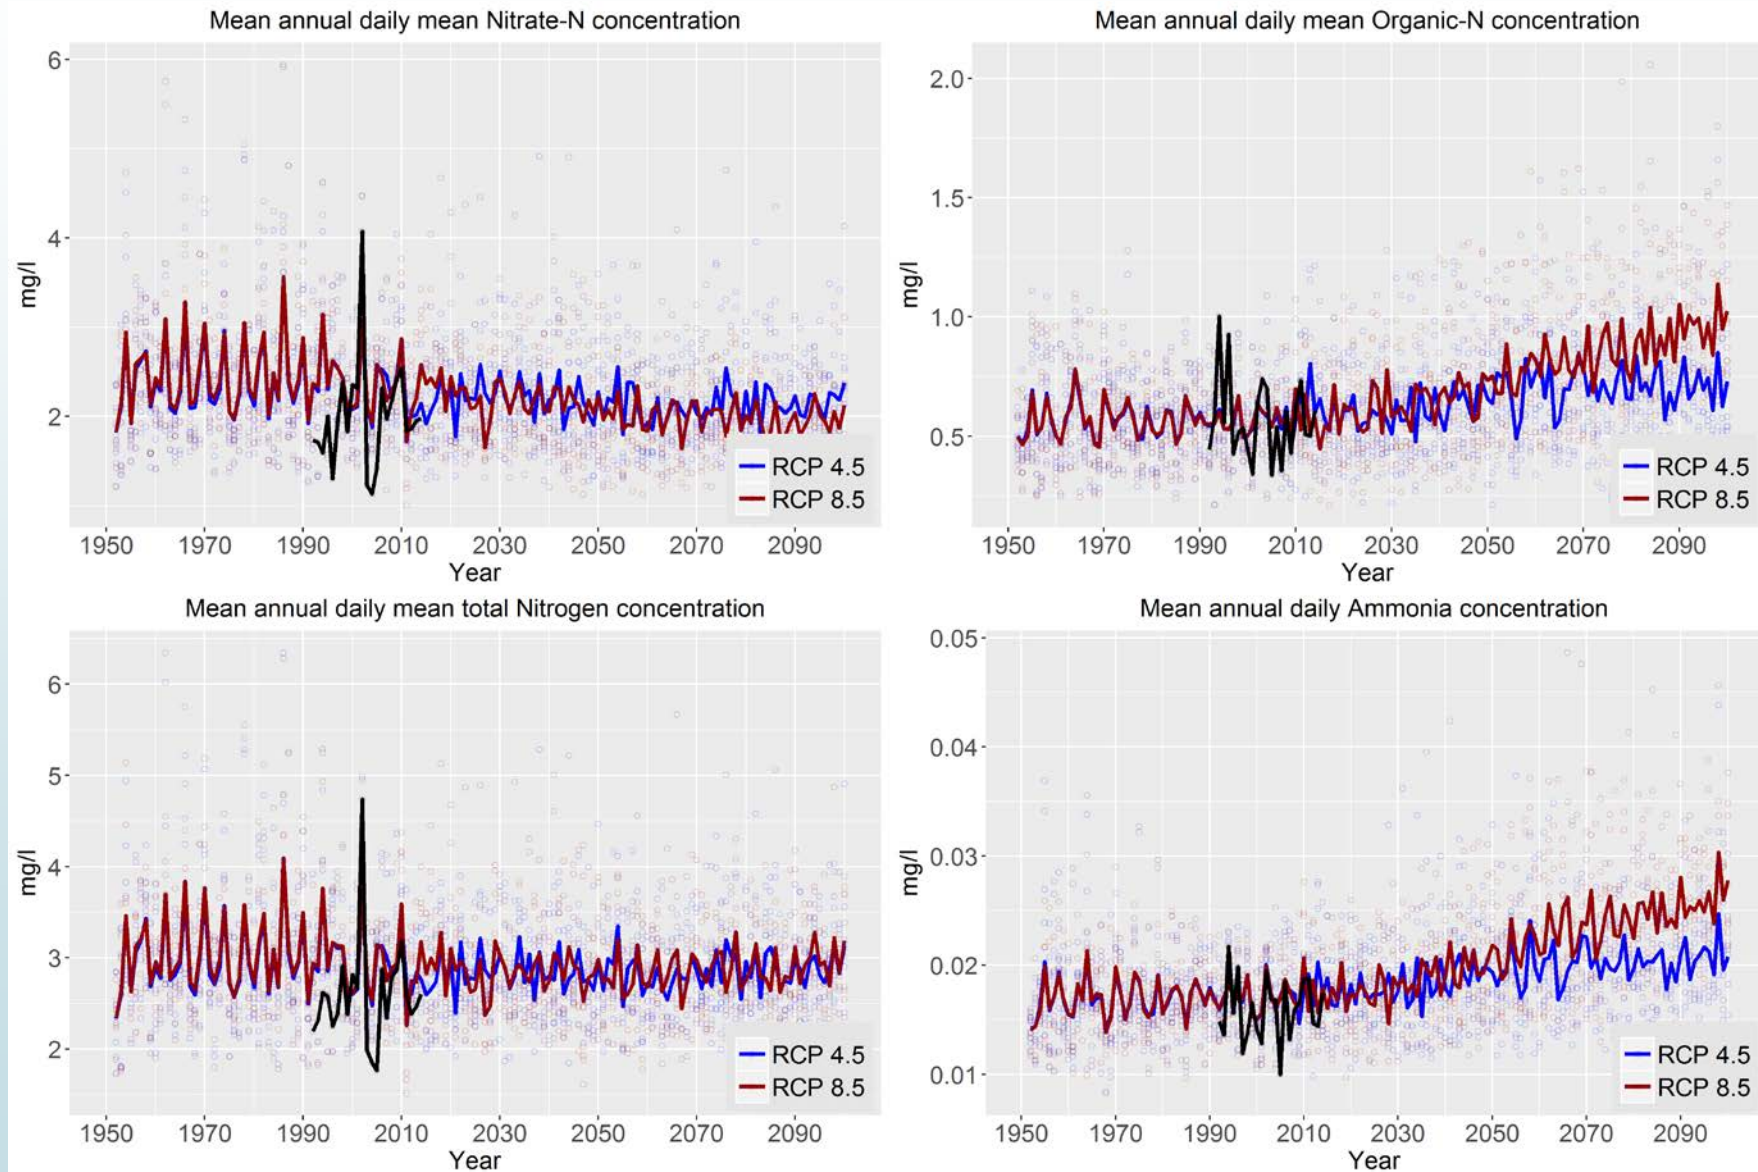 Mean annual daily mean Nitrate-N concentration
6
4
2
mg/l
RCP 4.5
RCP 8.5
1950 1970 1990 2010 2030 2050 2070 2090
Year
Mean annual daily mean Organic-N concentration
2.0
1.5
1.0
0.5
mg/l
RCP 4.5
RCP 8.5
1950 1970 1990 2010 2030 2050 2070 2090
Year
Mean annual daily mean total Nitrogen concentration
6
5
4
3
2
mg/l
RCP 4.5
RCP 8.5
1950 1970 1990 2010 2030 2050 2070 2090
Year
Mean annual daily Ammonia concentration
0.05
0.04
0.03
0.02
0.01
mg/l
RCP 4.5
RCP 8.5
1950 1970 1990 2010 2030 2050 2070 2090
Year